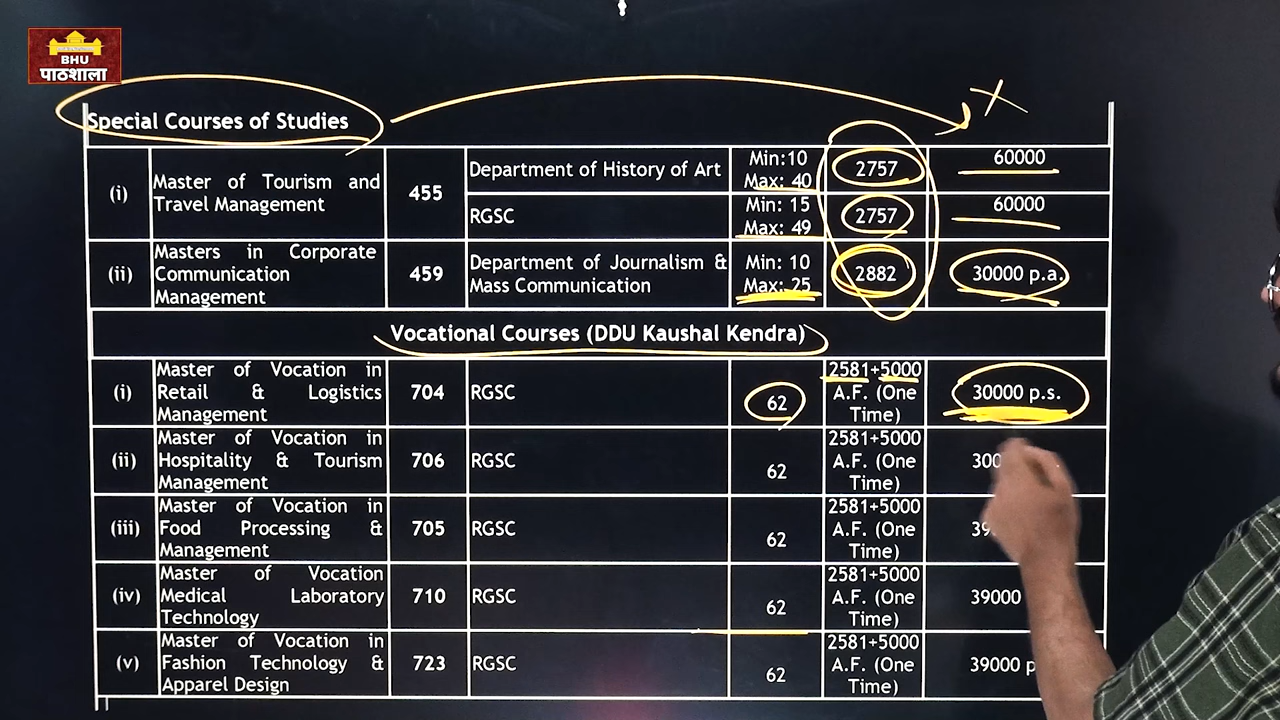 BHU
पाठशाला
Special Courses of Studies
X
(i)
Master of Tourism and
Travel Management
455
Department of History of Art
Min:10
Max: 40
2757
60000
RGSC
Min: 15
Max: 49
2757
60000
(ii)
Masters in Corporate
Communication
Management
459
Department of Journalism &
Mass Communication
Min: 10
Max: 25
2882
30000 p.a.
Vocational Courses (DDU Kaushal Kendra)
(i)
Master of Vocation in
Retail & Logistics
Management
704
RGSC
62
2581+5000
A.F. (One
Time)
30000 p.s.
(ii)
Master of Vocation in
Hospitality & Tourism
Management
706
RGSC
62
2581+5000
A.F. (One
Time)
(iii)
Master of Vocation in
Food Processing &
Management
705
RGSC
62
2581+5000
A.F. (One
Time)
(iv)
Master of Vocation
Medical Laboratory
Technology
710
RGSC
62
2581+5000
A.F. (One
Time)
39000
(v)
Master of Vocation in
Fashion Technology &
Apparel Design
723
RGSC
62
2581+5000
A.F. (One
Time)
39000 p